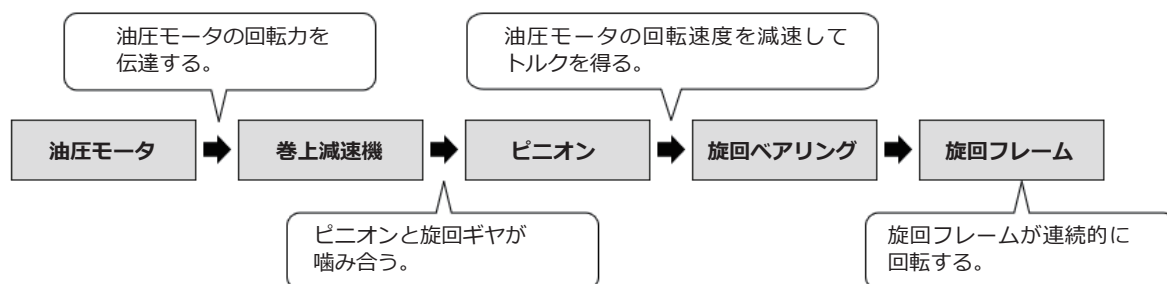 油圧モータの回転力を
伝達する。
油圧モータの回転速度を減速して
トルクを得る。
油圧モータ
巻上減速機
ピニオン
旋回ベアリング
旋回フレーム
ピニオンと旋回ギヤが
噛み合う。
旋回フレームが連続的に
回転する。